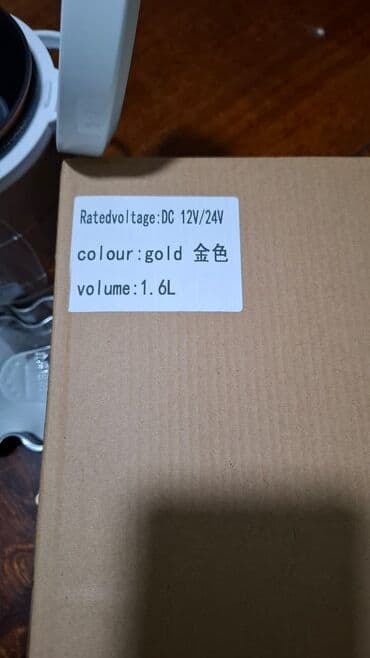 Ratedvoltage:DC 12V/24V
colour:gold 金色
volume:1.6L